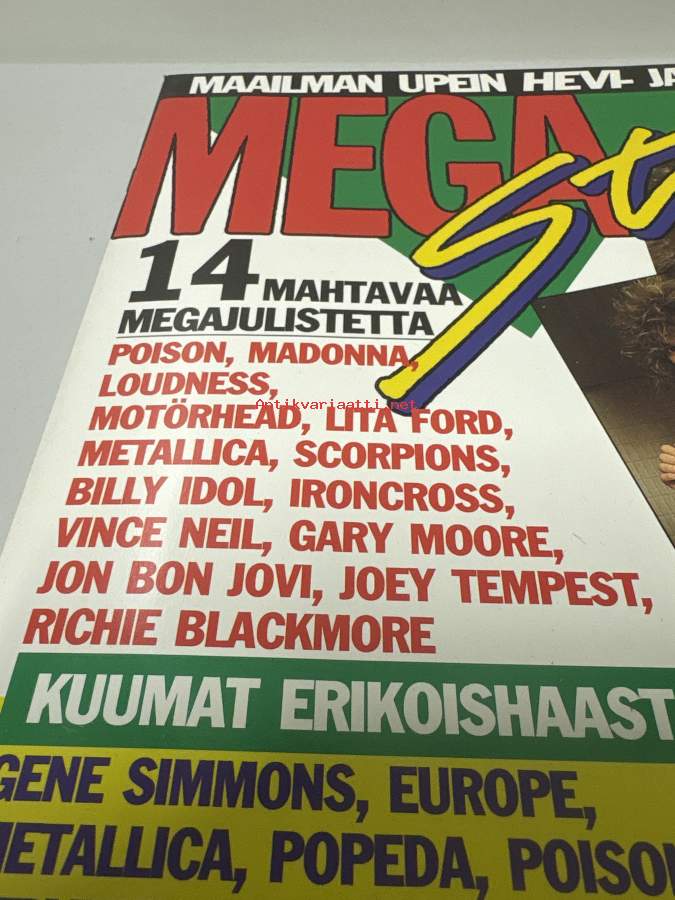 MAAILMAN UPEIN HEVI- JA
MEGA
14 MAHTAVAA
MEGAJULISTETTA
POISON, MADONNA,
LOUDNESS,
Antikvariaatti.net
MOTÖRHEAD, LITA FORD,
METALLICA, SCORPIONS,
BILLY IDOL, IRONCROSS,
VINCE NEIL, GARY MOORE,
JON BON JOVI, JOEY TEMPEST,
RICHIE BLACKMORE
KUUMAT ERIKOISHAAST
GENE SIMMONS, EUROPE,
METALLICA, POPEDA, POISON